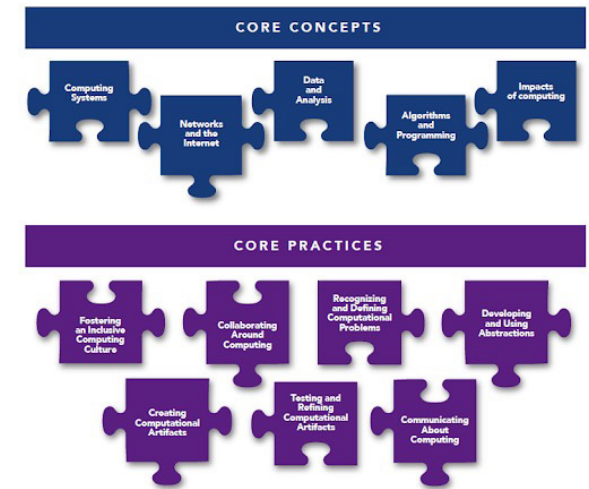 CORE CONCEPTS
Computing
Systems
Networks
and the
Internet
Data
and
Analysis
Algorithms
and
Programming
Impacts
of computing
CORE PRACTICES
Fostering
an Inclusive
Computing
Culture
Collaborating
Around
Computing
Recognizing
and Defining
Computational
Problems
Developing
and Using
Abstractions
Creating
Computational
Artifacts
Testing and
Refining
Computational
Artifacts
Communicating
About
Computing